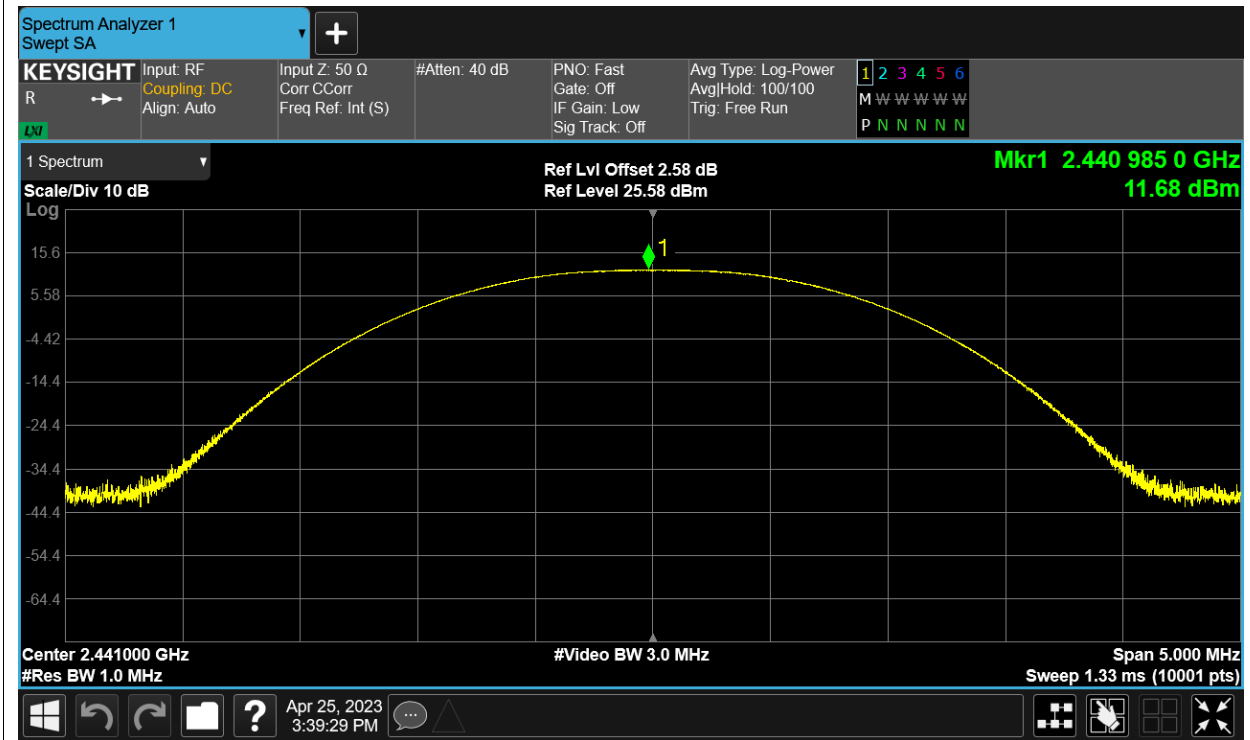 Spectrum Analyzer 1
Swept SA
+
KEYSIGHT
R
LXI
Input: RF
Coupling: DC
Align: Auto
Input Z: 50 Ω
Corr CCorr
Freq Ref: Int (S)
#Atten: 40 dB
PNO: Fast
Gate: Off
IF Gain: Low
Sig Track: Off
Avg Type: Log-Power
Avg|Hold: 100/100
Trig: Free Run
1 2 3 4 5 6
M W W W W W
P N N N N N
1 Spectrum
Scale/Div 10 dB
Log
Ref Lvl Offset 2.58 dB
Ref Level 25.58 dBm
Mkr1 2.440 985 0 GHz
11.68 dBm
1
15.6
5.58
-4.42
-14.4
-24.4
-34.4
-44.4
-54.4
-64.4
Center 2.441000 GHz
#Res BW 1.0 MHz
#Video BW 3.0 MHz
Span 5.000 MHz
Sweep 1.33 ms (10001 pts)
?
Apr 25, 2023
3:39:29 PM